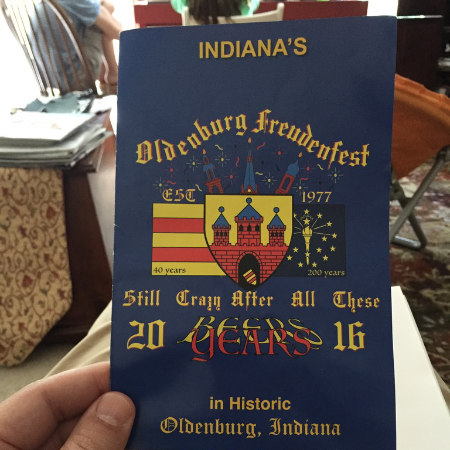 INDIANA'S
Oldenburg Freudenfest
EST 1977
40 years 200 years
Still Crazy After All These
BEERS
20 YEARS 16
in Historic
Oldenburg, Indiana